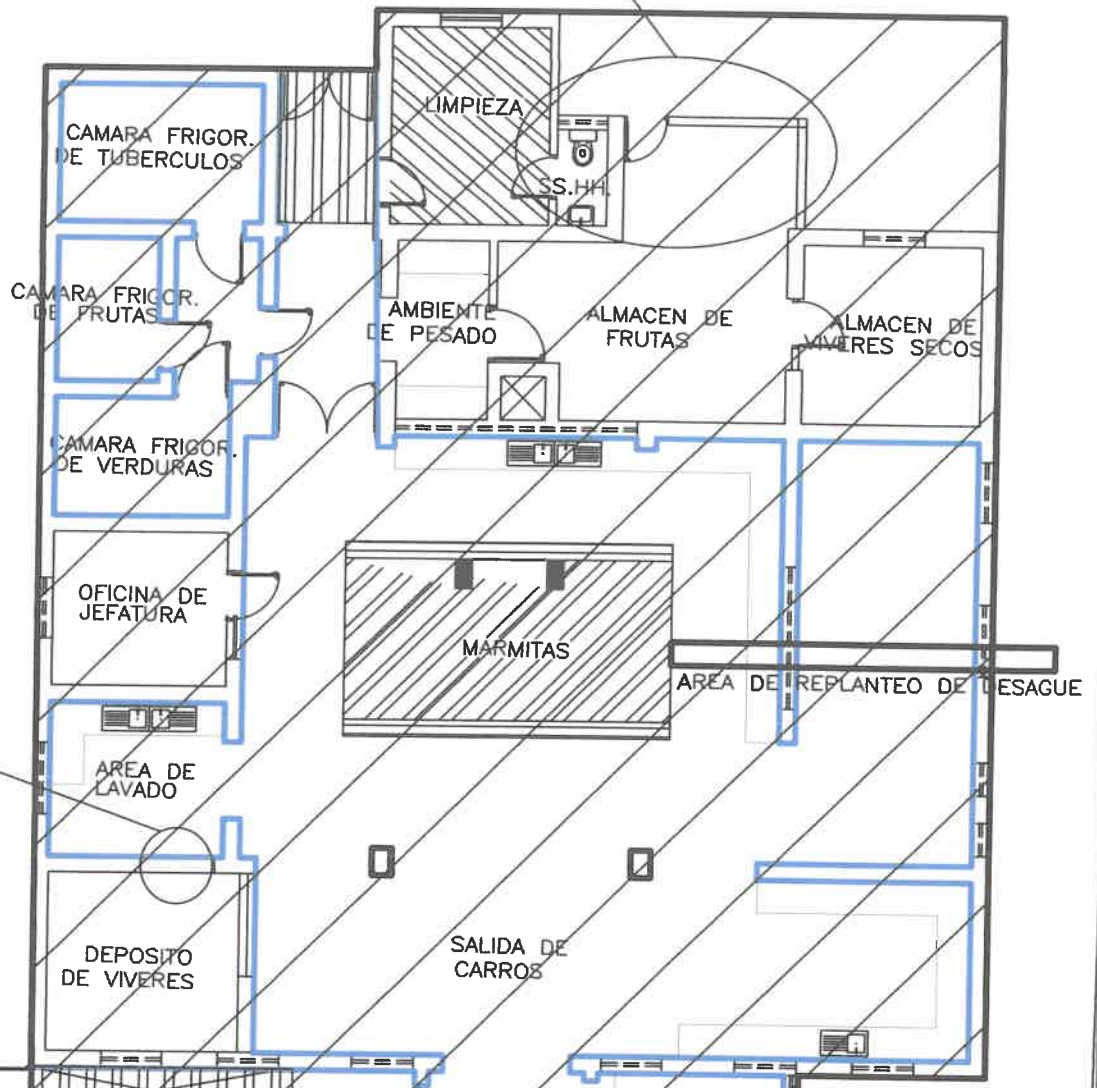 LIMPIEZA
CAMARA FRIGOR.
DE TUBERCULOS
SS.HH.
CAMARA FRIGOR.
DE FRUTAS
AMBIENTE
DE PESADO
ALMACEN DE
FRUTAS
ALMACEN DE
VIVERES SECOS
CAMARA FRIGOR.
DE VERDURAS
OFICINA DE
JEFATURA
MARMITAS
AREA DE REPLANTEO DE DESAGUE
AREA DE
LAVADO
DEPOSITO
DE VIVERES
SALIDA DE
CARROS